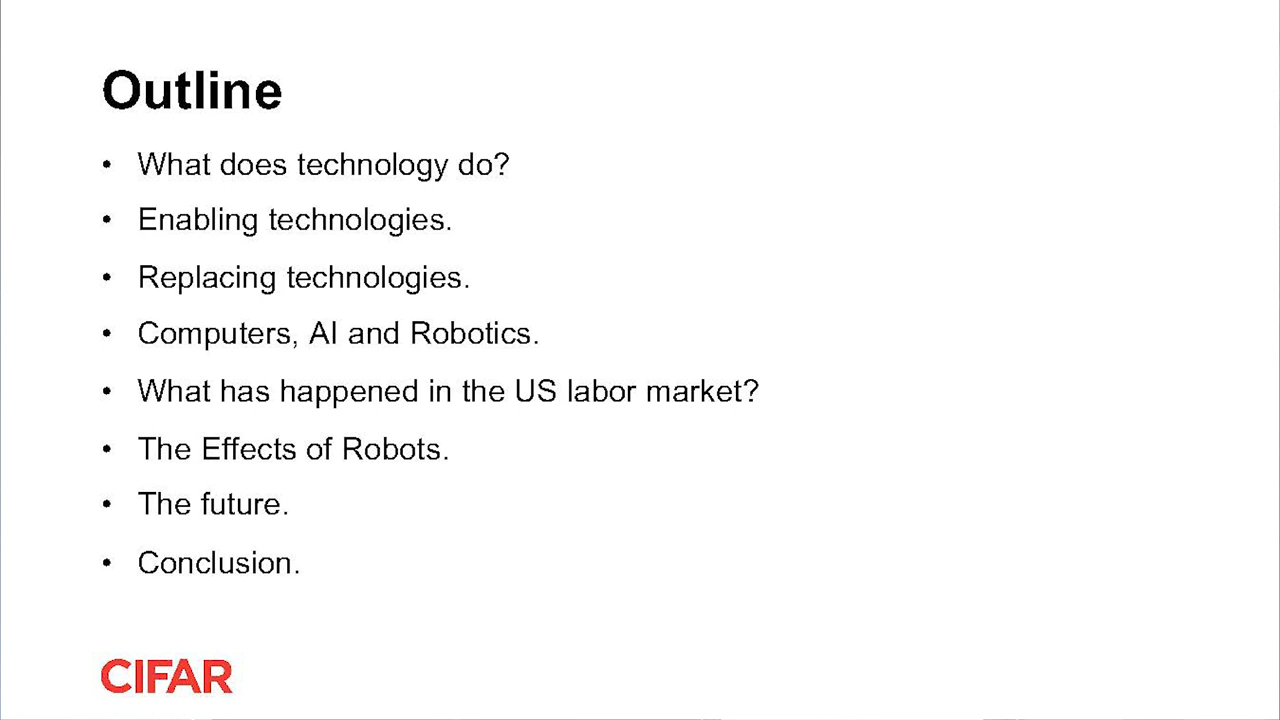 Outline
• What does technology do?
• Enabling technologies.
• Replacing technologies.
• Computers, AI and Robotics.
• What has happened in the US labor market?
• The Effects of Robots.
• The future.
• Conclusion.
CIFAR